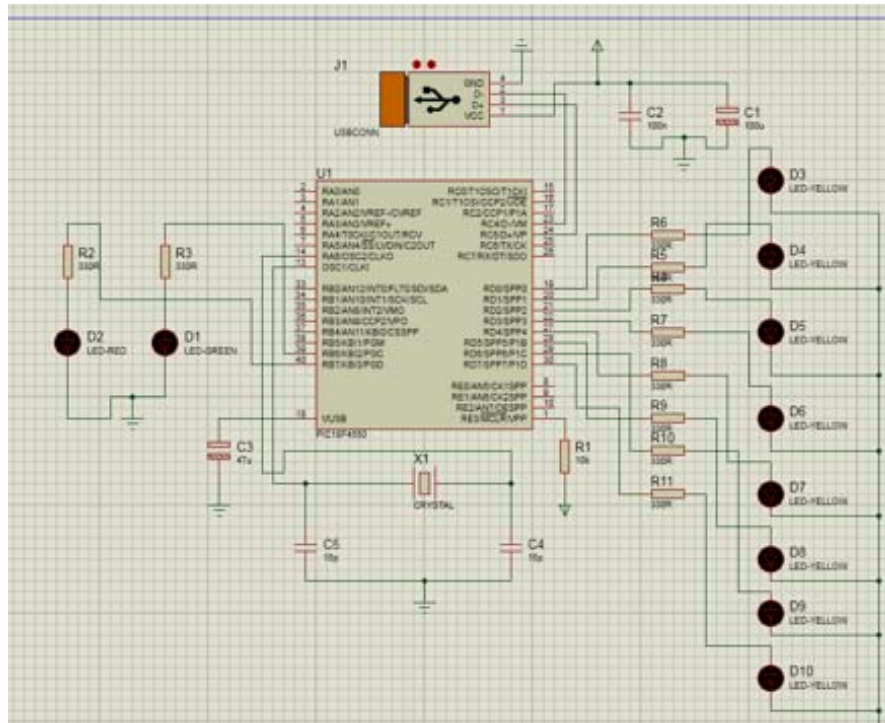 J1
USBCONN
GND
D-
D+
VCC
C2
100n
C1
100u
U1
RA0/AN0
RA1/AN1
RA2/AN2/VREF-/CVREF
RA3/AN3/VREF+
RA4/T0CKI/C1OUT/RCV
RA5/AN4/SS/LVDIN/C2OUT
RA6/OSC2/CLKO
OSC1/CLKI
RB0/AN12/INT0/FLT0/SDI/SDA
RB1/AN10/INT1/SCK/SCL
RB2/AN8/INT2/VMO
RB3/AN9/CCP2/VPO
RB4/AN11/KBI0/CSSPP
RB5/KBI1/PGM
RB6/KBI2/PGC
RB7/KBI3/PGD
VUSB
RC0/T1OSO/T1CKI
RC1/T1OSI/CCP2/UOE
RC2/CCP1/P1A
RC4/D-/VM
RC5/D+/VP
RC6/TX/CK
RC7/RX/DT/SDO
RD0/SPP0
RD1/SPP1
RD2/SPP2
RD3/SPP3
RD4/SPP4
RD5/SPP5/P1B
RD6/SPP6/P1C
RD7/SPP7/P1D
RE0/AN5/CK1SPP
RE1/AN6/CK2SPP
RE2/AN7/OESPP
RE3/MCLR/VPP
PIC18F4550
R2
330R
R3
330R
D2
LED-RED
D1
LED-GREEN
C3
47u
X1
CRYSTAL
R1
10k
C5
15p
C4
15p
R6
330R
R5
330R
R7
330R
R8
330R
R9
330R
R10
330R
R11
330R
D3
LED-YELLOW
D4
LED-YELLOW
D5
LED-YELLOW
D6
LED-YELLOW
D7
LED-YELLOW
D8
LED-YELLOW
D9
LED-YELLOW
D10
LED-YELLOW